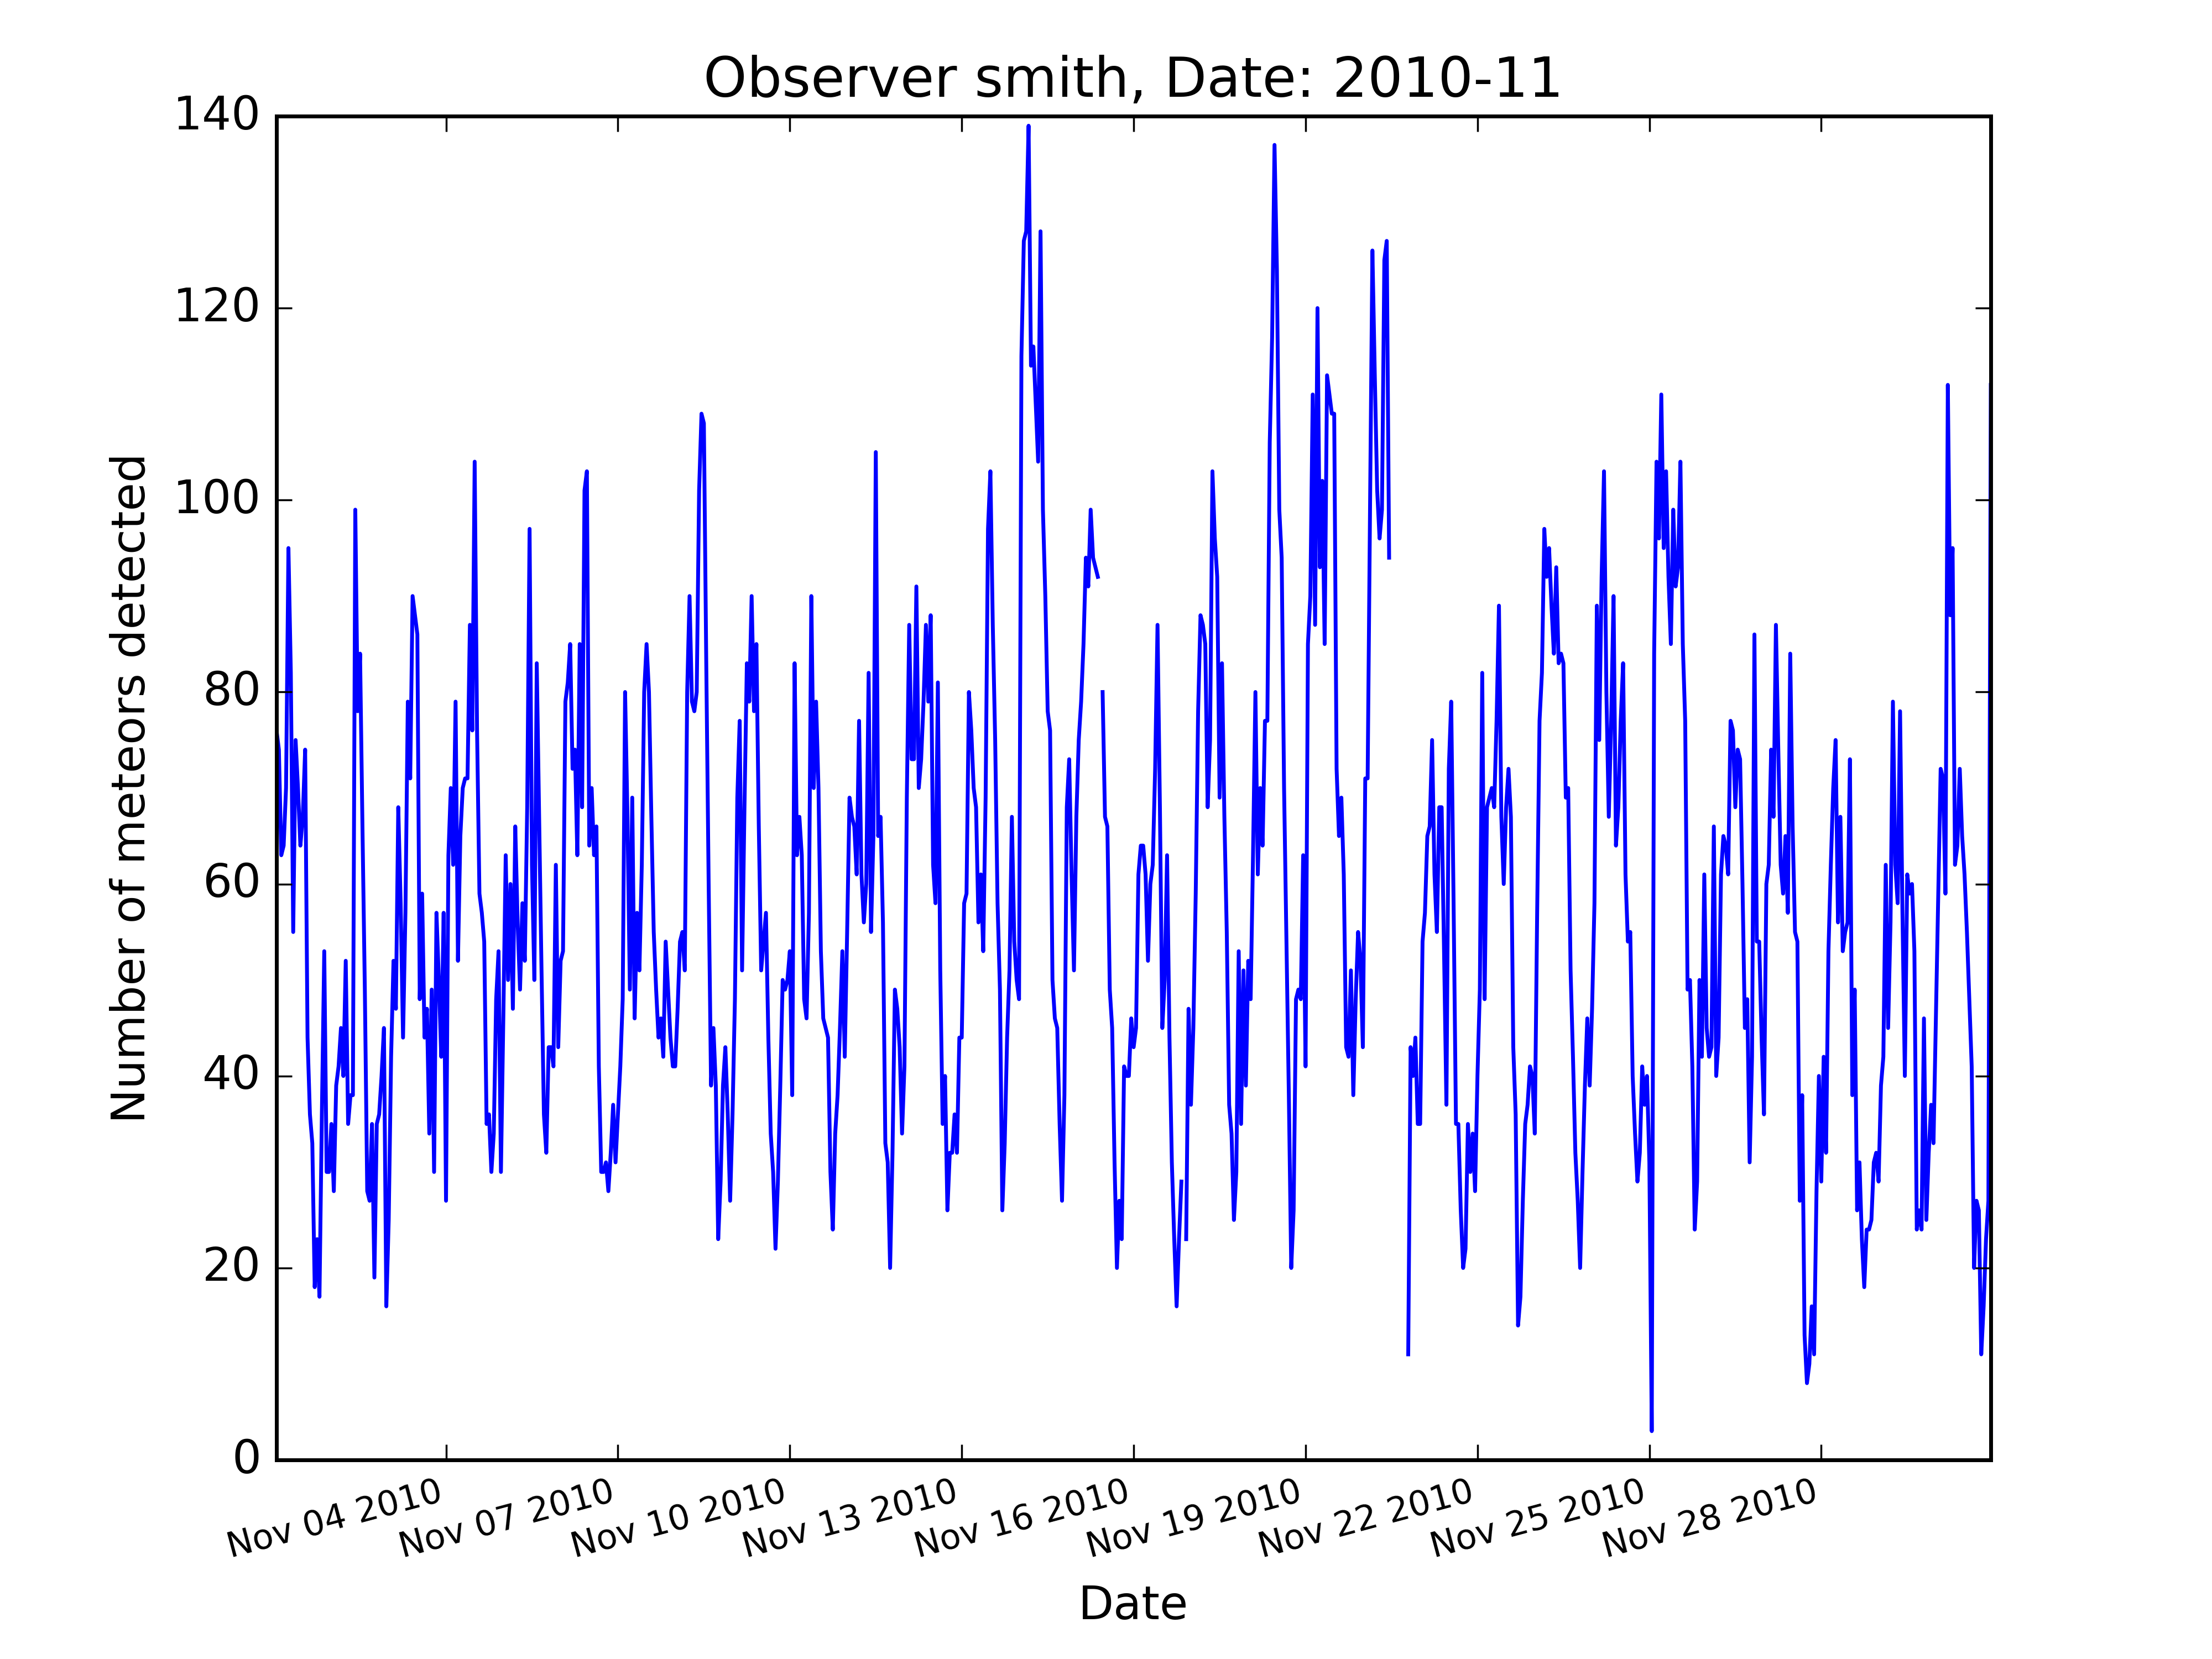 Observer smith, Date: 2010-11
140
120
100
80
60
40
20
0
Number of meteors detected
Nov 04 2010
Nov 07 2010
Nov 10 2010
Nov 13 2010
Nov 16 2010
Nov 19 2010
Nov 22 2010
Nov 25 2010
Nov 28 2010
Date